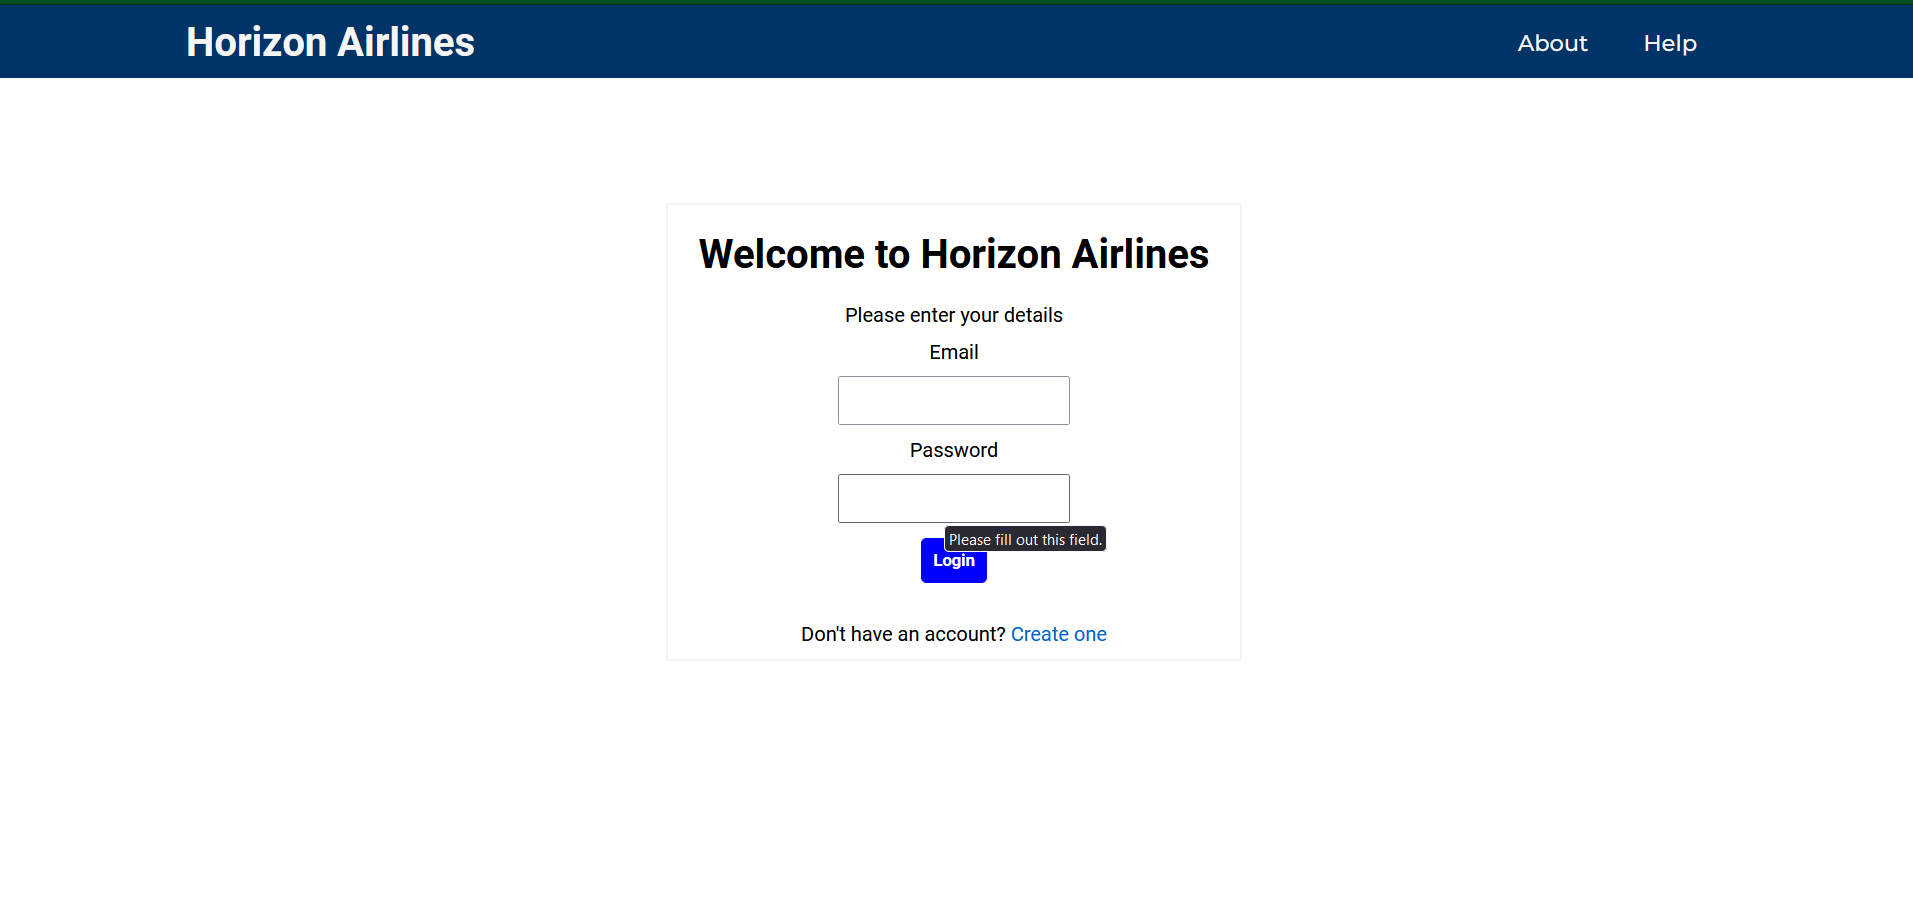 Horizon Airlines About Help
Welcome to Horizon Airlines
Please enter your details
Email
Password
Please fill out this field.
Login
Don't have an account? Create one